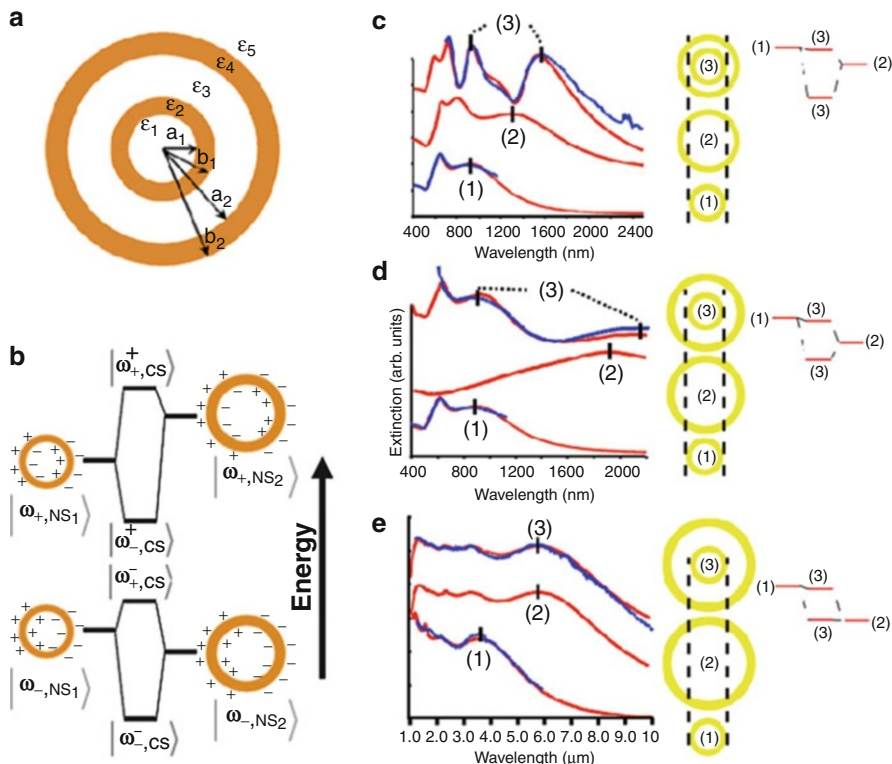 a
ε5
ε4
ε3
ε2
ε1
a1
b1
a2
b2
b
|ω+,CS+⟩
|ω+,NS1⟩
|ω+,NS2⟩
|ω−,CS+⟩
|ω+,CS−⟩
|ω−,NS1⟩
|ω−,NS2⟩
|ω−,CS−⟩
Energy
c
(3)
(2)
(1)
400 800 1200 1600 2000 2400
Wavelength (nm)
(3)
(2)
(1)
(1) (3) (2)
(3)
d
Extinction (arb. units)
(3)
(2)
(1)
400 800 1200 1600 2000
Wavelength (nm)
(3)
(2)
(1)
(1) (3) (2)
(3)
e
(3)
(2)
(1)
1.0 2.0 3.0 4.0 5.0 6.0 7.0 8.0 9.0 10
Wavelength (μm)
(3)
(2)
(1)
(1) (3)
(3) (2)